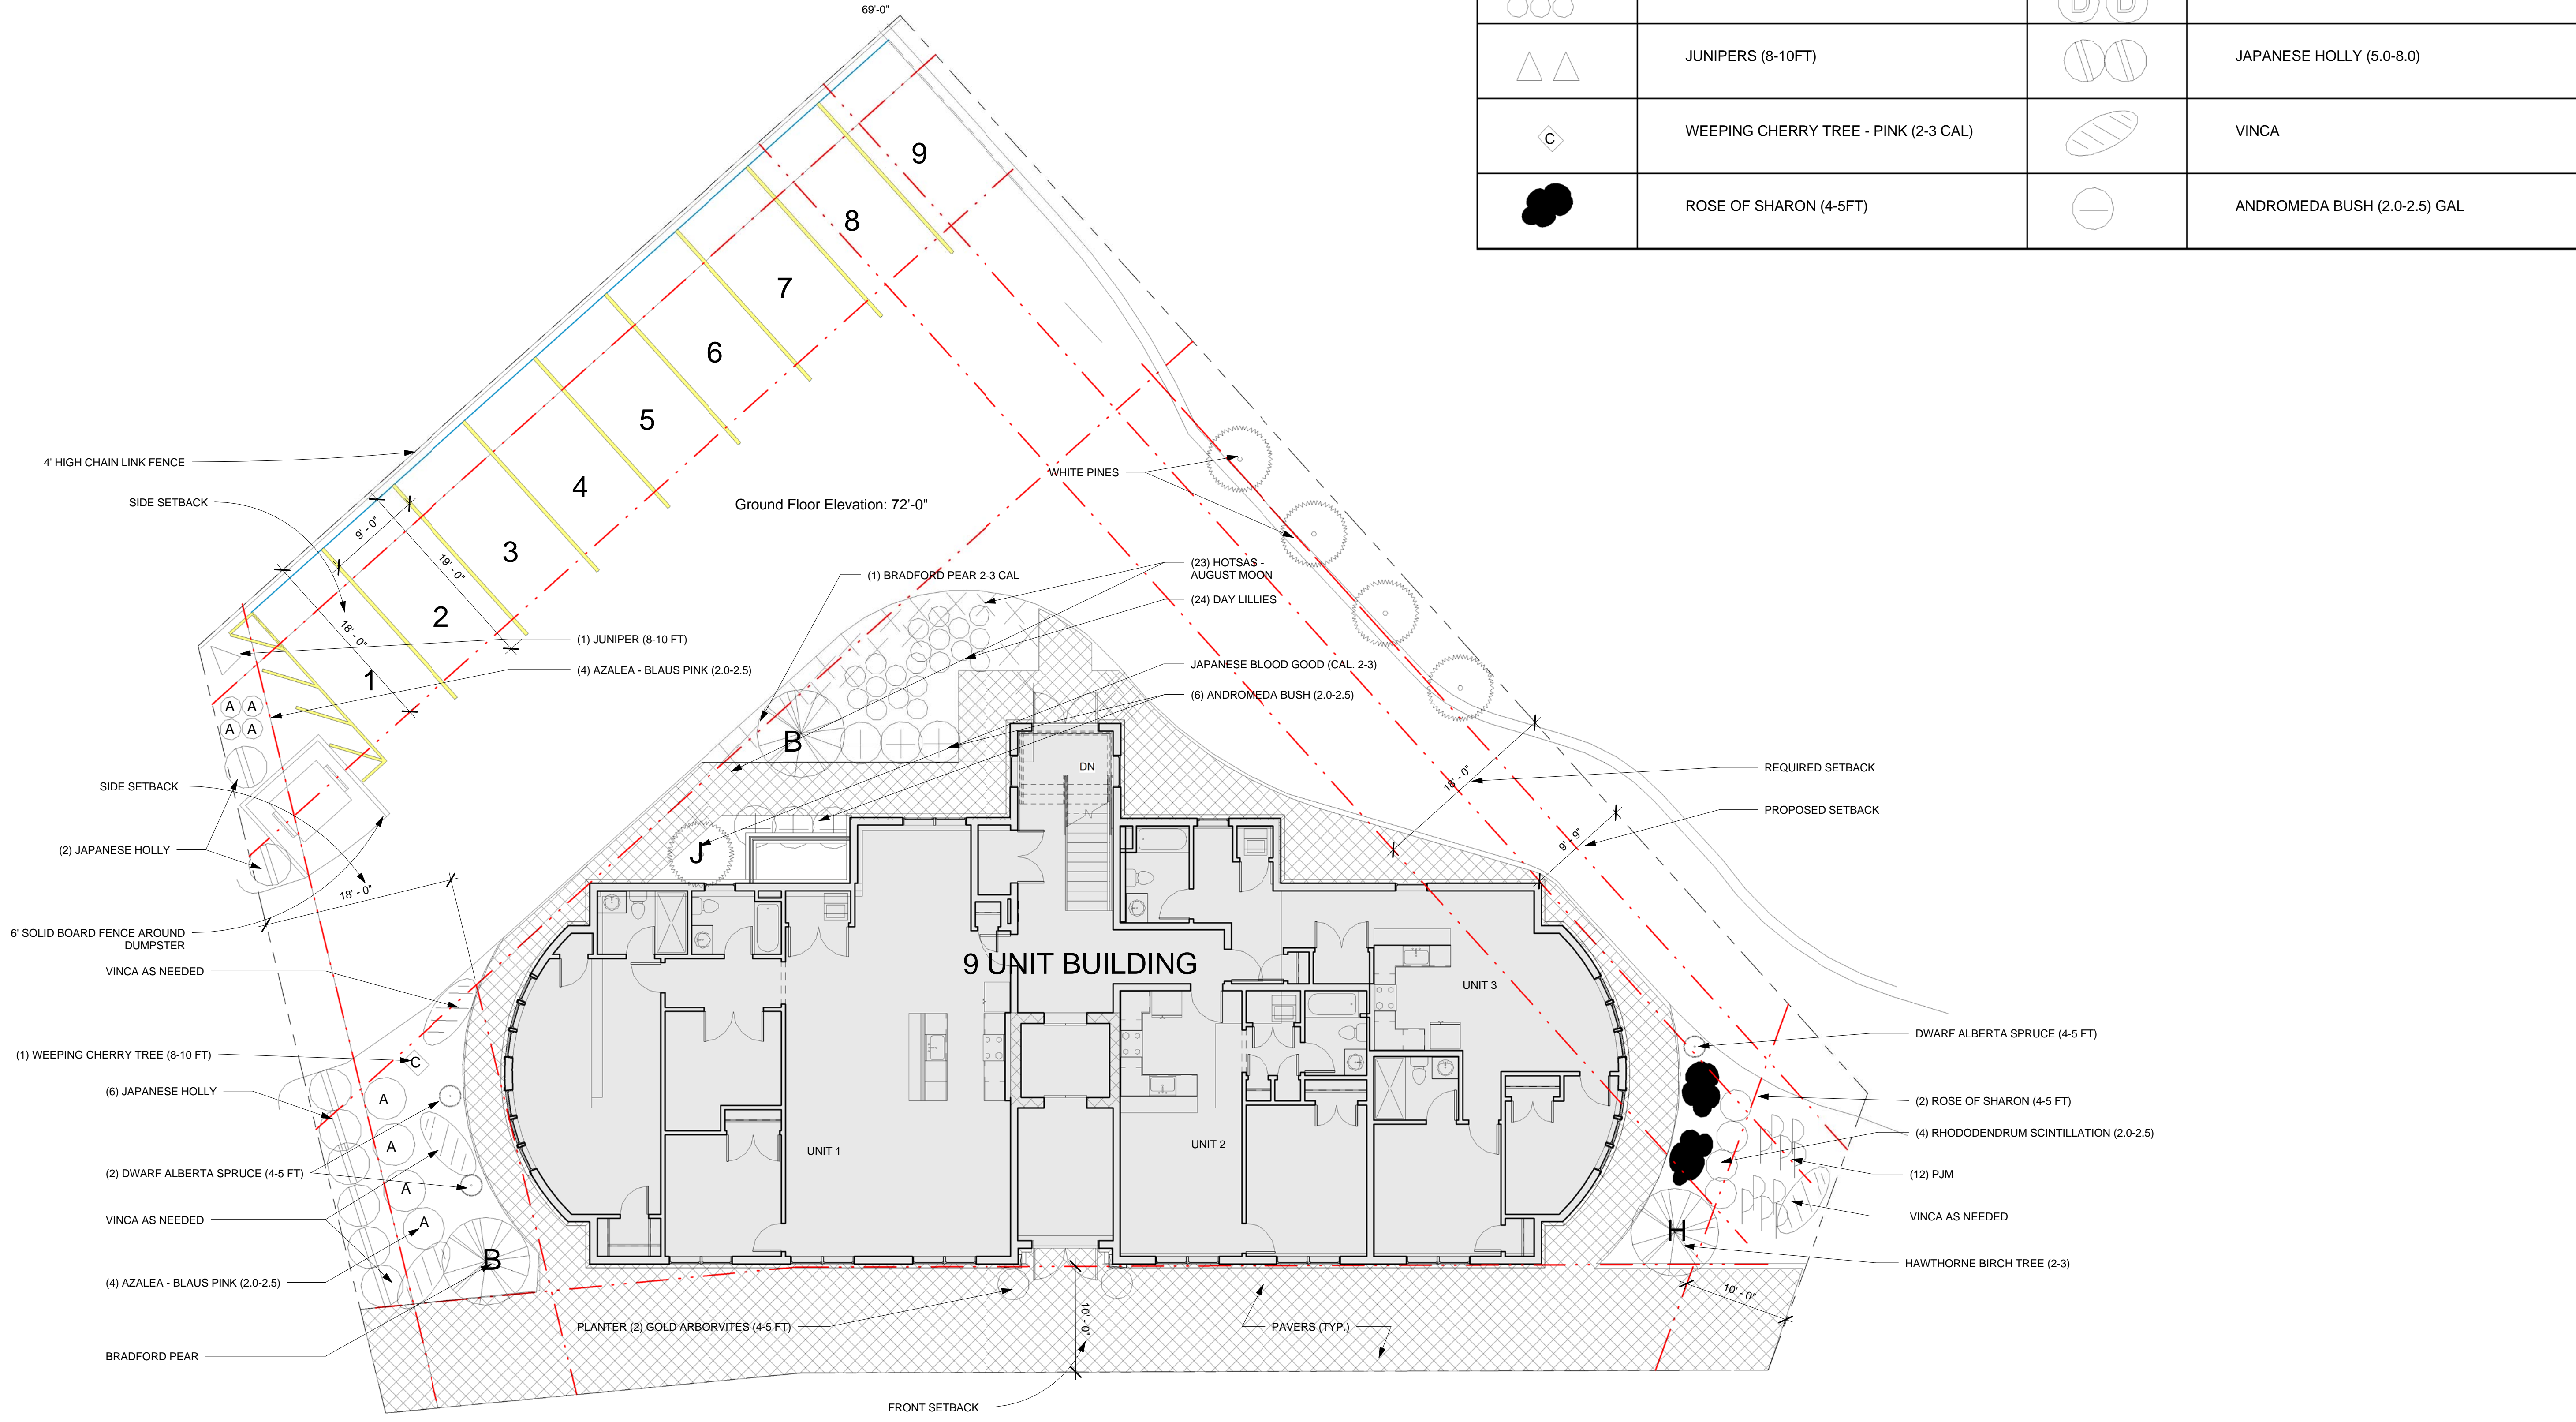 69'-0"
D D
JUNIPERS (8-10FT)
JAPANESE HOLLY (5.0-8.0)
C
WEEPING CHERRY TREE - PINK (2-3 CAL)
VINCA
ROSE OF SHARON (4-5FT)
ANDROMEDA BUSH (2.0-2.5) GAL
9
8
7
6
5
4
3
2
1
4' HIGH CHAIN LINK FENCE
SIDE SETBACK
9' - 0"
19' - 0"
18' - 0"
WHITE PINES
Ground Floor Elevation: 72'-0"
(1) BRADFORD PEAR 2-3 CAL
(23) HOTSAS -
AUGUST MOON
(24) DAY LILLIES
(1) JUNIPER (8-10 FT)
(4) AZALEA - BLAUS PINK (2.0-2.5)
JAPANESE BLOOD GOOD (CAL. 2-3)
(6) ANDROMEDA BUSH (2.0-2.5)
A A
A A
B
DN
J
REQUIRED SETBACK
18' - 0"
PROPOSED SETBACK
9' - 9"
SIDE SETBACK
(2) JAPANESE HOLLY
18' - 0"
6' SOLID BOARD FENCE AROUND
DUMPSTER
VINCA AS NEEDED
9 UNIT BUILDING
UNIT 3
(1) WEEPING CHERRY TREE (8-10 FT)
C
(6) JAPANESE HOLLY
A
A
A
A
(2) DWARF ALBERTA SPRUCE (4-5 FT)
VINCA AS NEEDED
B
(4) AZALEA - BLAUS PINK (2.0-2.5)
BRADFORD PEAR
UNIT 1
UNIT 2
DWARF ALBERTA SPRUCE (4-5 FT)
(2) ROSE OF SHARON (4-5 FT)
(4) RHODODENDRUM SCINTILLATION (2.0-2.5)
(12) PJM
VINCA AS NEEDED
H
HAWTHORNE BIRCH TREE (2-3)
10' - 0"
PLANTER (2) GOLD ARBORVITES (4-5 FT)
10' - 0"
PAVERS (TYP.)
FRONT SETBACK